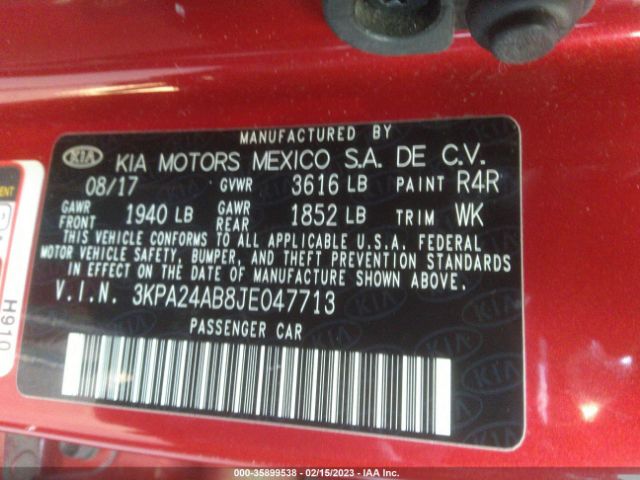 MANUFACTURED BY
KIA KIA MOTORS MEXICO S.A. DE C.V.
08/17 GVWR 3616 LB PAINT R4R
GAWR FRONT 1940 LB GAWR REAR 1852 LB TRIM WK
THIS VEHICLE CONFORMS TO ALL APPLICABLE U.S.A. FEDERAL
MOTOR VEHICLE SAFETY, BUMPER, AND THEFT PREVENTION STANDARDS
IN EFFECT ON THE DATE OF MANUFACTURE SHOWN ABOVE.
V.I.N. 3KPA24AB8JE047713
PASSENGER CAR
H910
000-35899538 - 02/15/2023 - IAA Inc.